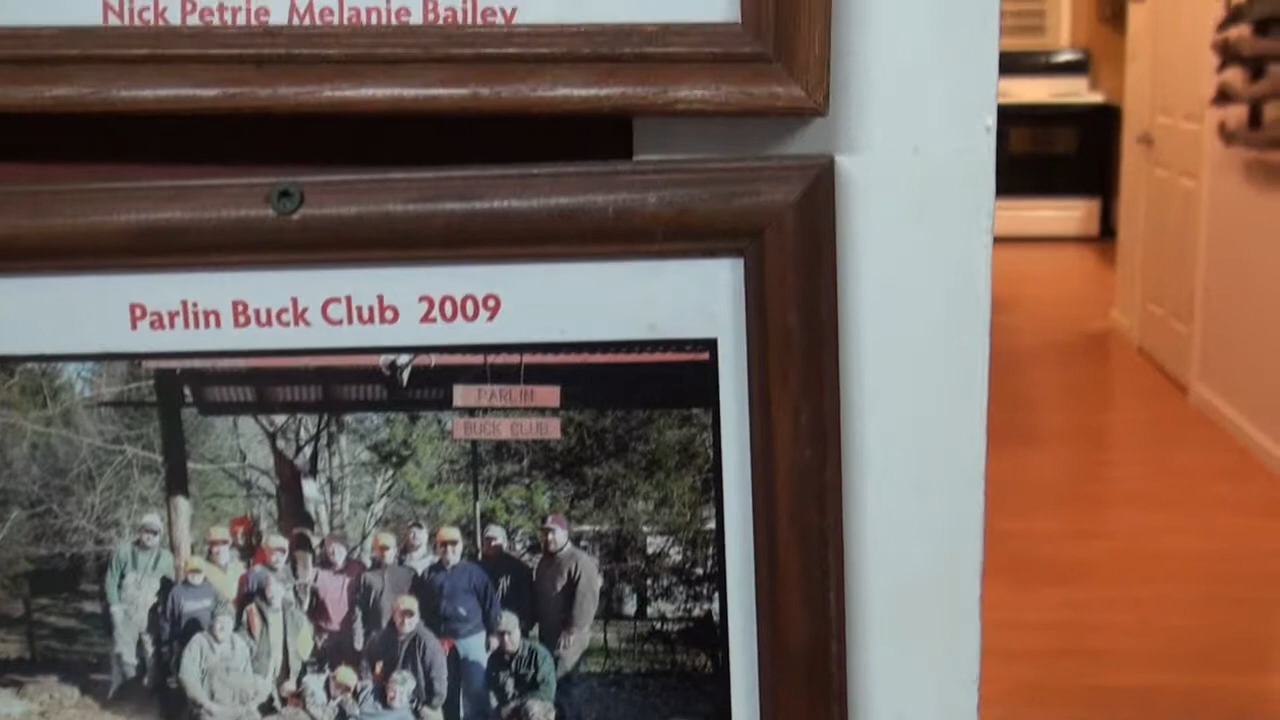 Nick Petrie Melanie Bailey
Parlin Buck Club 2009
PARLIN
BUCK CLUB